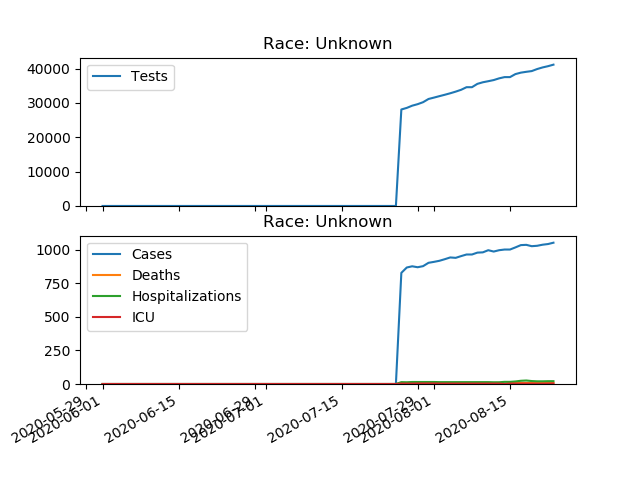 Race: Unknown
Tests
40000
30000
20000
10000
0
Race: Unknown
Cases
Deaths
Hospitalizations
ICU
1000
750
500
250
0
2020-05-29
2020-06-01
2020-06-15
2020-06-29
2020-07-01
2020-07-15
2020-07-29
2020-08-01
2020-08-15